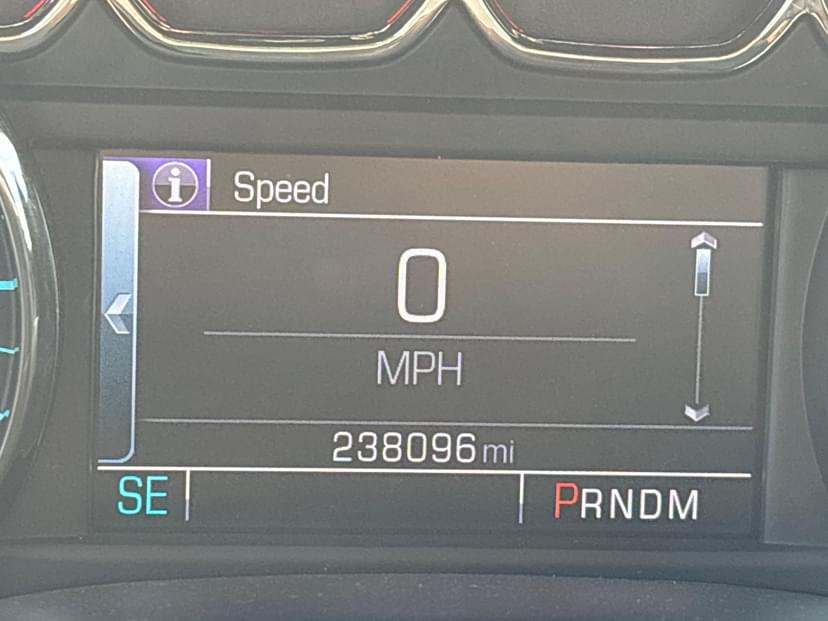 i Speed
0
MPH
238096 mi
SE PRNDM